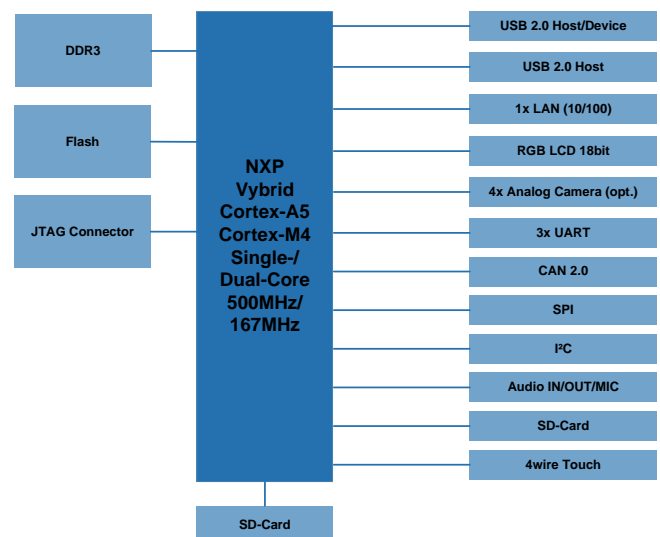 DDR3
Flash
JTAG Connector
NXP
Vybrid
Cortex-A5
Cortex-M4
Single-/
Dual-Core
500MHz/
167MHz
USB 2.0 Host/Device
USB 2.0 Host
1x LAN (10/100)
RGB LCD 18bit
4x Analog Camera (opt.)
3x UART
CAN 2.0
SPI
I²C
Audio IN/OUT/MIC
SD-Card
4wire Touch
SD-Card